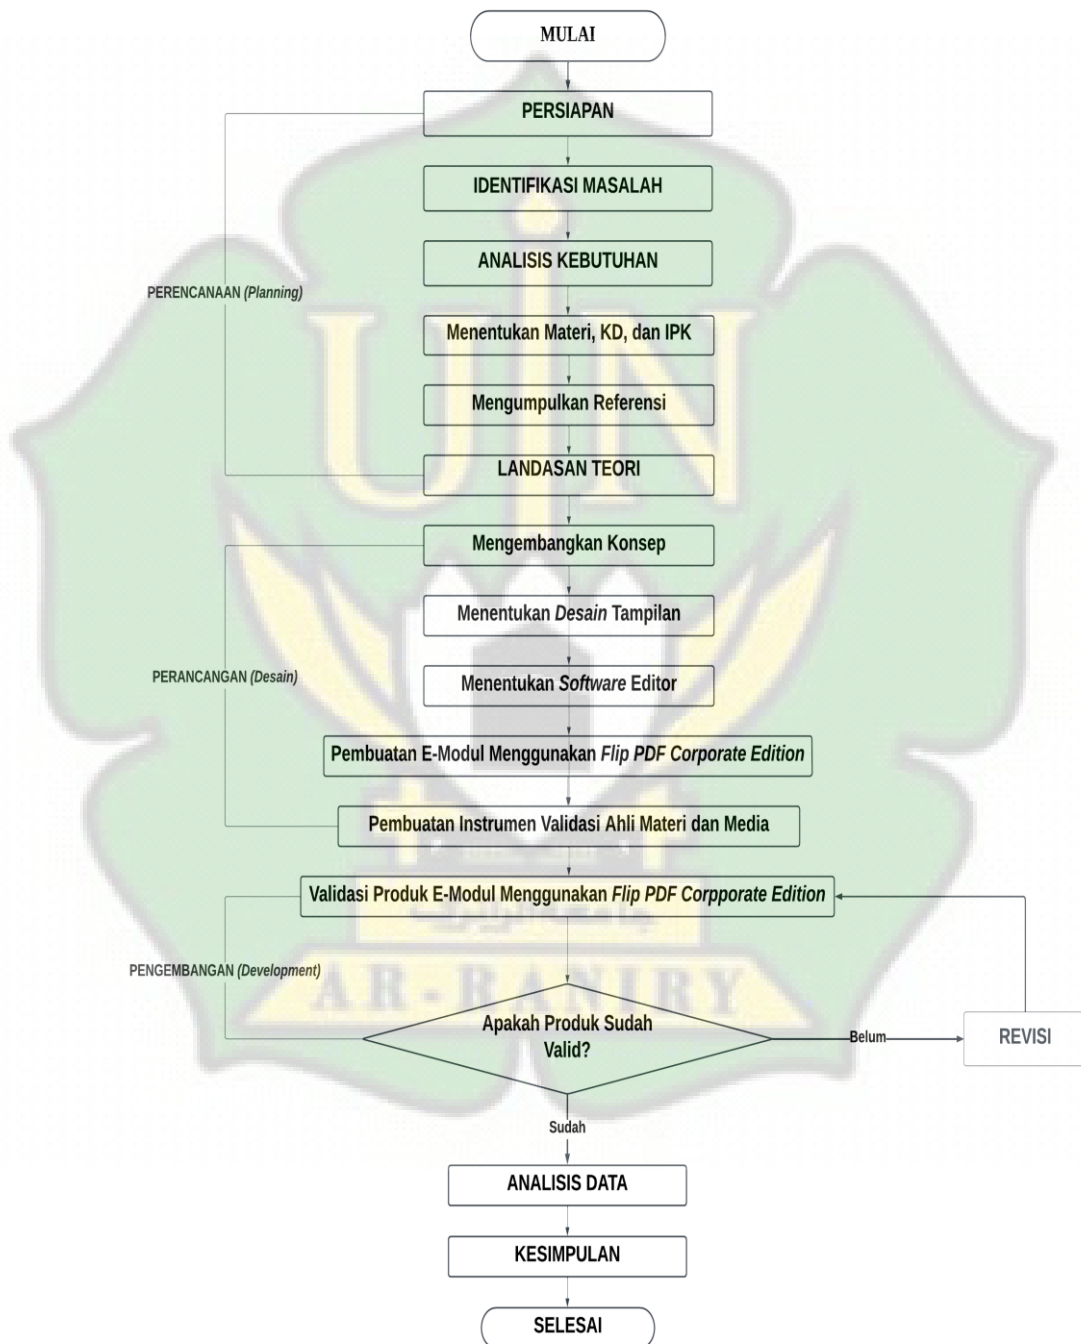 MULAI
PERSIAPAN
IDENTIFIKASI MASALAH
ANALISIS KEBUTUHAN
PERENCANAAN (Planning)
Menentukan Materi, KD, dan IPK
Mengumpulkan Referensi
LANDASAN TEORI
Mengembangkan Konsep
Menentukan Desain Tampilan
PERANCANGAN (Desain)
Menentukan Software Editor
Pembuatan E-Modul Menggunakan Flip PDF Corporate Edition
Pembuatan Instrumen Validasi Ahli Materi dan Media
Validasi Produk E-Modul Menggunakan Flip PDF Corpporate Edition
PENGEMBANGAN (Development)
Apakah Produk Sudah
Valid?
Belum
REVISI
Sudah
ANALISIS DATA
KESIMPULAN
SELESAI
UIN
AR-RANIRY